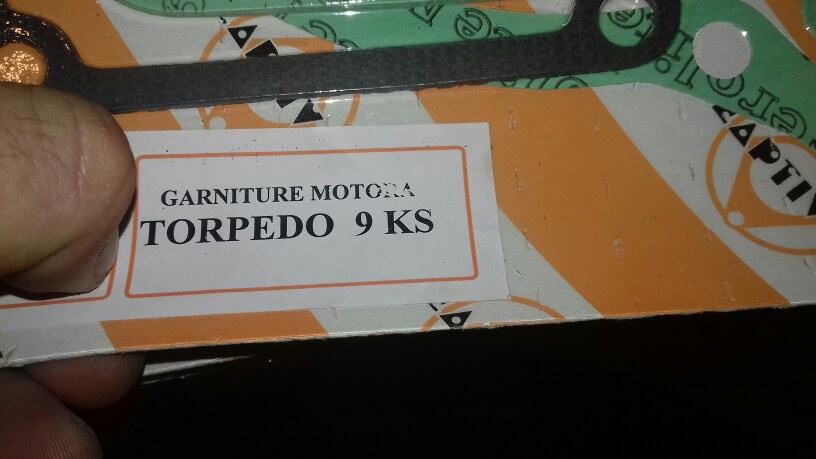 GARNITURE MOTORA
TORPEDO 9 KS